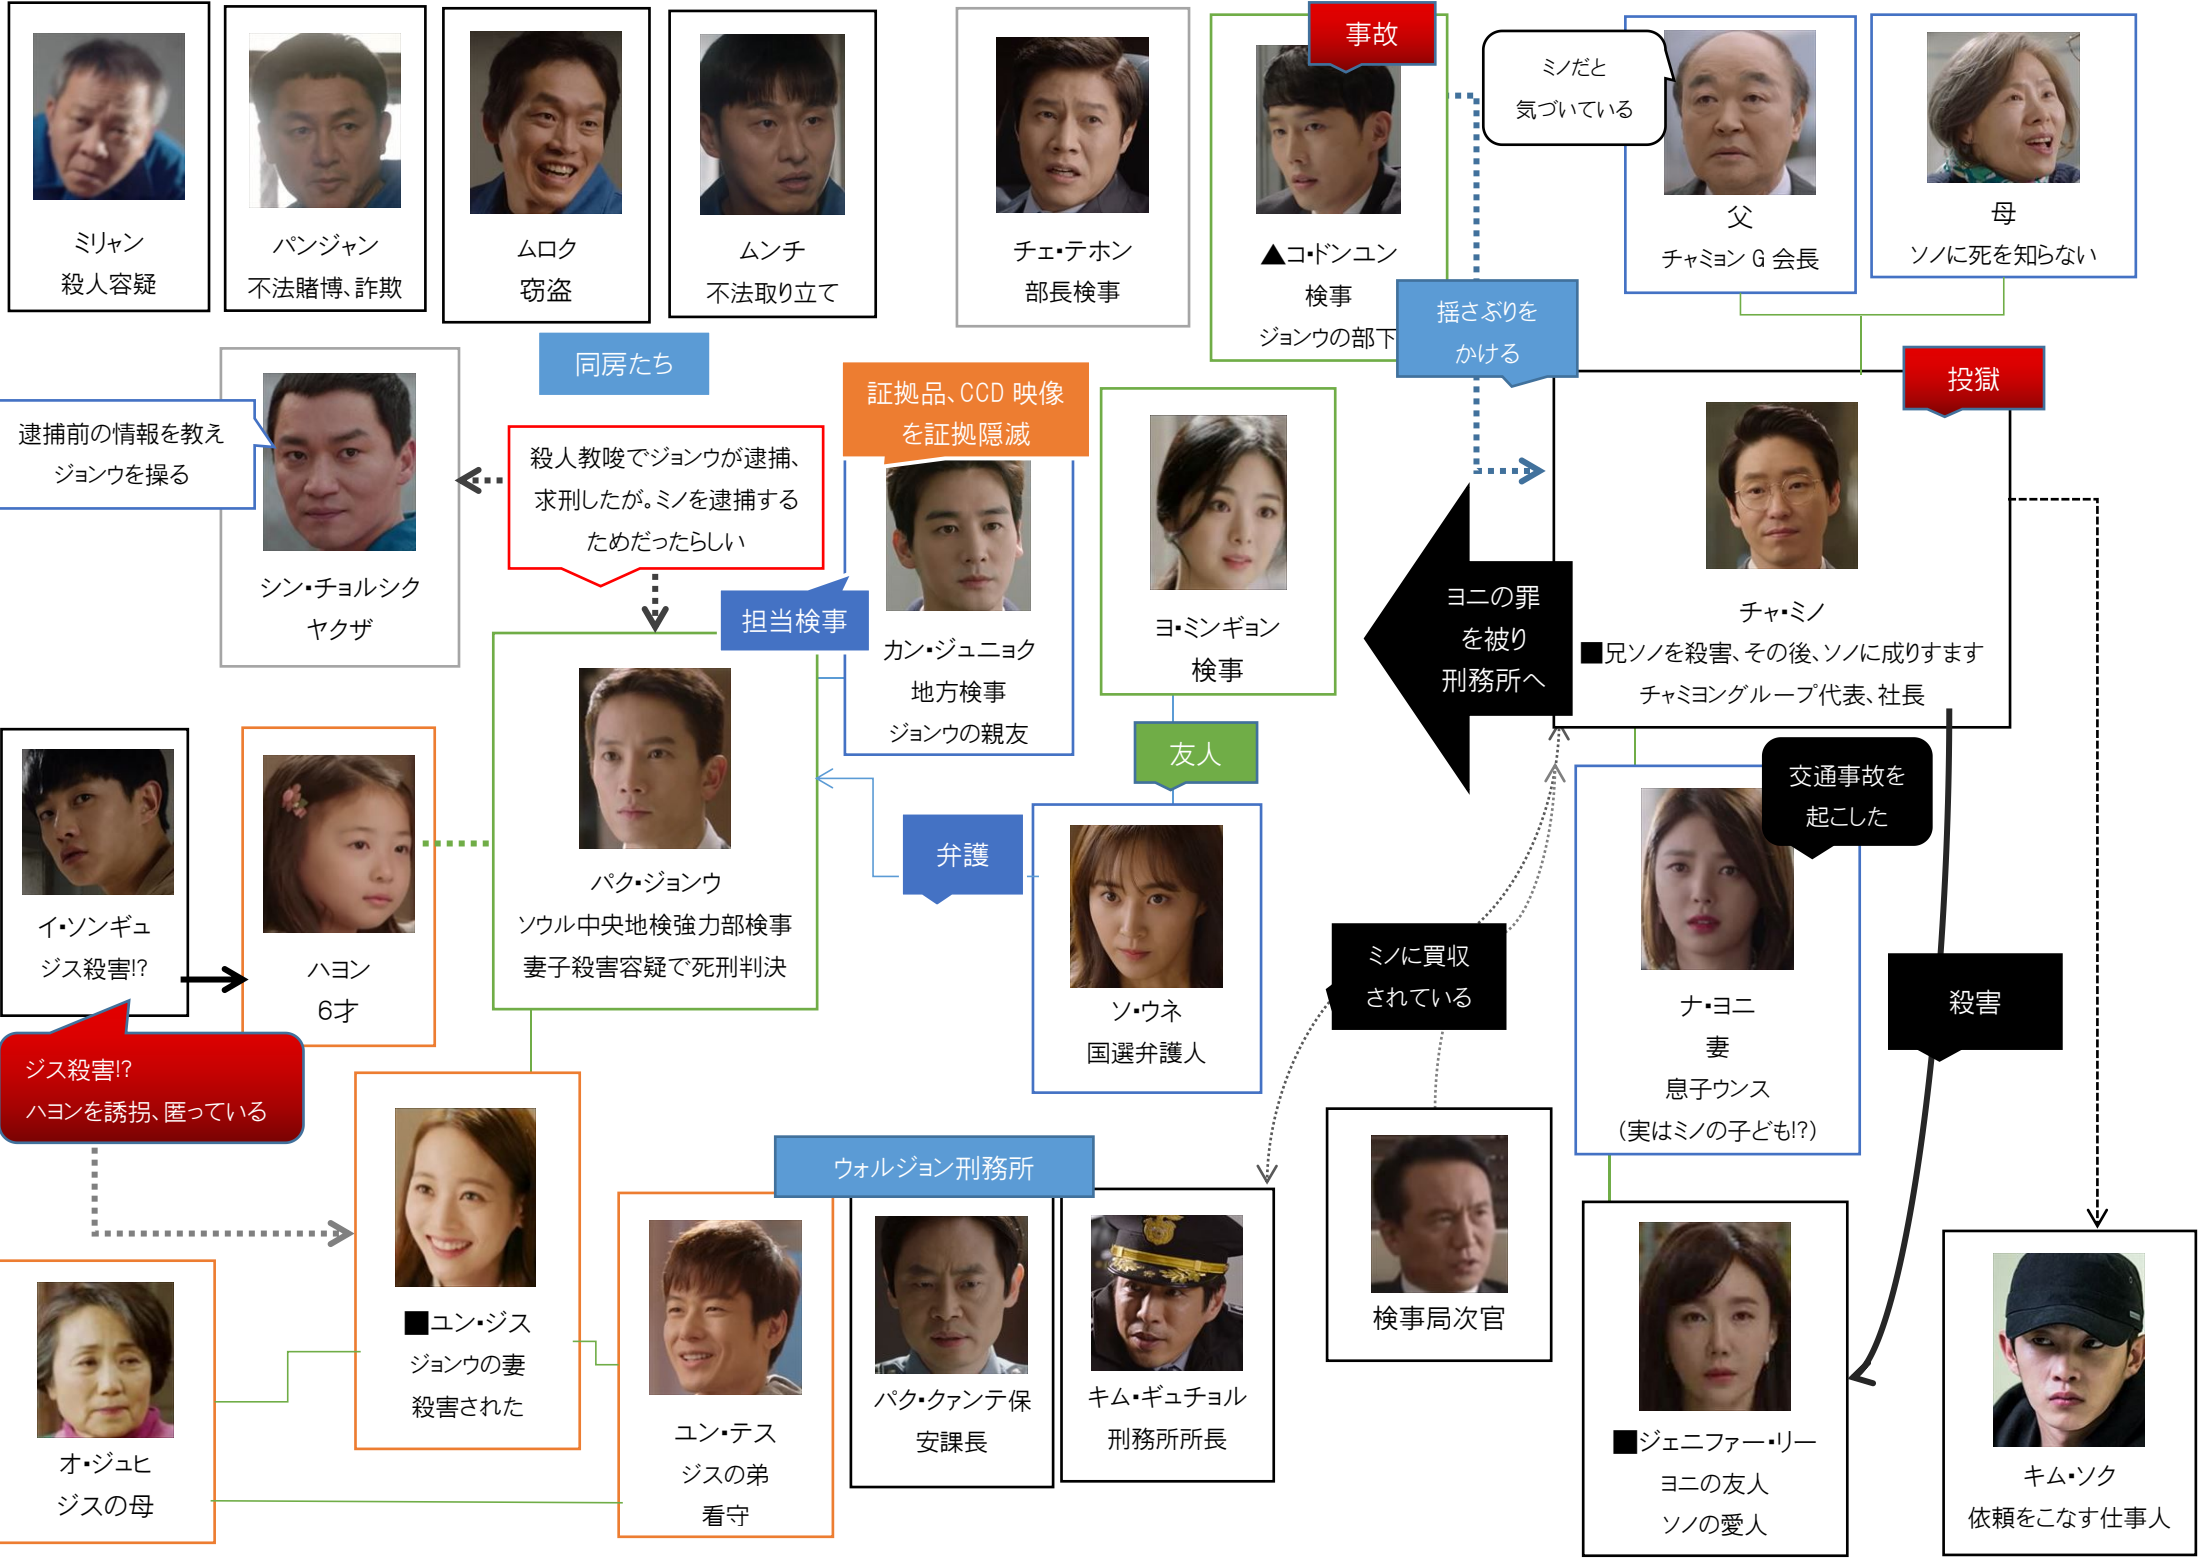 ミリャン
殺人容疑
パンジャン
不法賭博、詐欺
ムロク
窃盗
ムンチ
不法取り立て
同房たち
チェ・テホン
部長検事
事故
▲コ・ドンユン
検事
ジョンウの部下
ミノだと
気づいている
父
チャミョン G 会長
母
ソノに死を知らない
揺さぶりを
かける
投獄
逮捕前の情報を教え
ジョンウを操る
シン・チョルシク
ヤクザ
殺人教唆でジョンウが逮捕、
求刑したが。ミノを逮捕する
ためだったらしい
証拠品、CCD 映像
を証拠隠滅
担当検事
カン・ジュニョク
地方検事
ジョンウの親友
ヨ・ミンギョン
検事
ヨニの罪
を被り
刑務所へ
チャ・ミノ
■兄ソノを殺害、その後、ソノに成りすます
チャミョングループ代表、社長
友人
イ・ソンギュ
ジス殺害!?
ハヨン
6才
パク・ジョンウ
ソウル中央地検強力部検事
妻子殺害容疑で死刑判決
弁護
ソ・ウネ
国選弁護人
交通事故を
起こした
ナ・ヨニ
妻
息子ウンス
（実はミノの子ども!?）
ミノに買収
されている
殺害
ジス殺害!?
ハヨンを誘拐、匿っている
オ・ジュヒ
ジスの母
■ユン・ジス
ジョンウの妻
殺害された
ウォルジョン刑務所
ユン・テス
ジスの弟
看守
パク・クァンテ保
安課長
キム・ギュチョル
刑務所所長
検事局次官
■ジェニファー・リー
ヨニの友人
ソノの愛人
キム・ソク
依頼をこなす仕事人